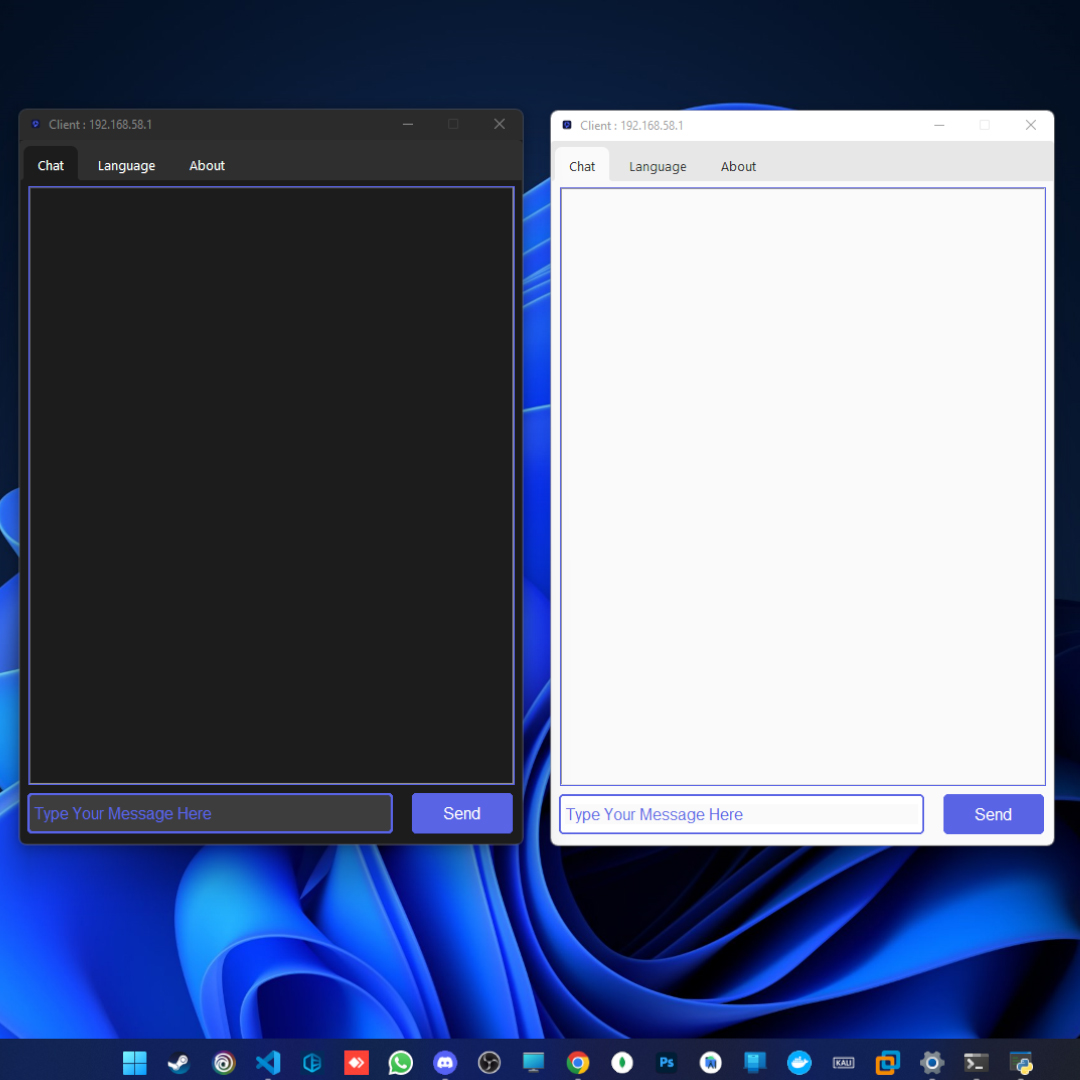 Client : 192.168.58.1
Chat Language About
Type Your Message Here Send
Client : 192.168.58.1
Chat Language About
Type Your Message Here Send
Ps
KALI